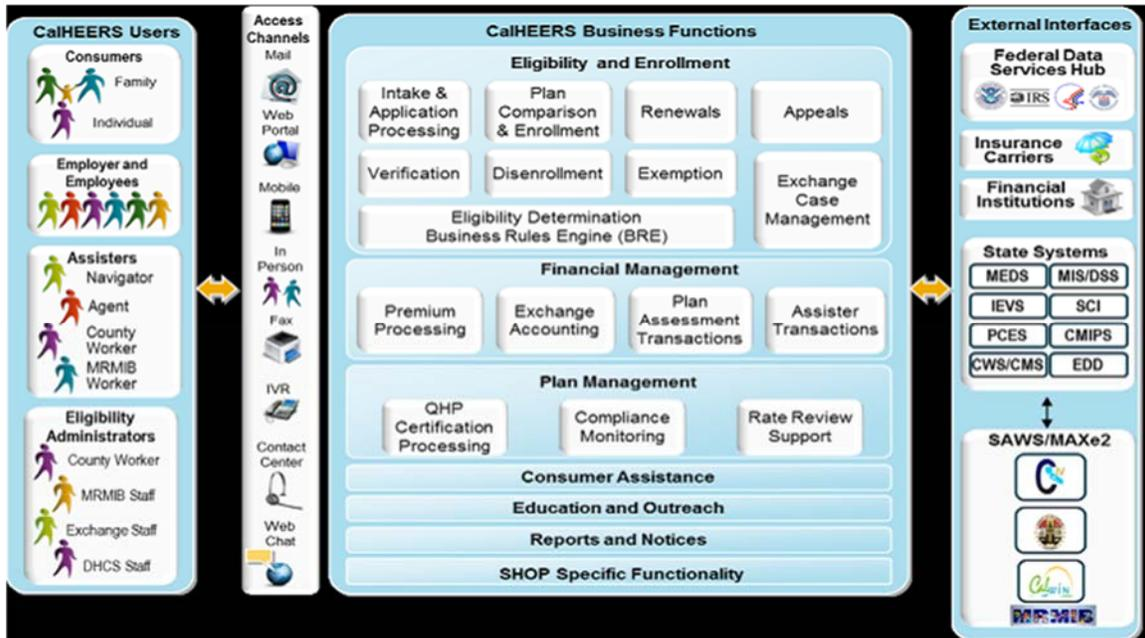 CalHEERS Users
Consumers
Family
Individual
Employer and
Employees
Assisters
Navigator
Agent
County
Worker
MRMIB
Worker
Eligibility
Administrators
County Worker
MRMIB Staff
Exchange Staff
DHCS Staff
Access
Channels
Mail
Web
Portal
Mobile
In
Person
Fax
IVR
Contact
Center
Web
Chat
CalHEERS Business Functions
Eligibility and Enrollment
Intake &
Application
Processing
Plan
Comparison
& Enrollment
Renewals
Appeals
Verification
Disenrollment
Exemption
Exchange
Case
Management
Eligibility Determination
Business Rules Engine (BRE)
Financial Management
Premium
Processing
Exchange
Accounting
Plan
Assessment
Transactions
Assister
Transactions
Plan Management
QHP
Certification
Processing
Compliance
Monitoring
Rate Review
Support
Consumer Assistance
Education and Outreach
Reports and Notices
SHOP Specific Functionality
External Interfaces
Federal Data
Services Hub
IRS
Insurance
Carriers
Financial
Institutions
State Systems
MEDS
MIS/DSS
IEVS
SCI
PCES
CMIPS
CWS/CMS
EDD
SAWS/MAXe2
C IV
CalWIN
MRMIB